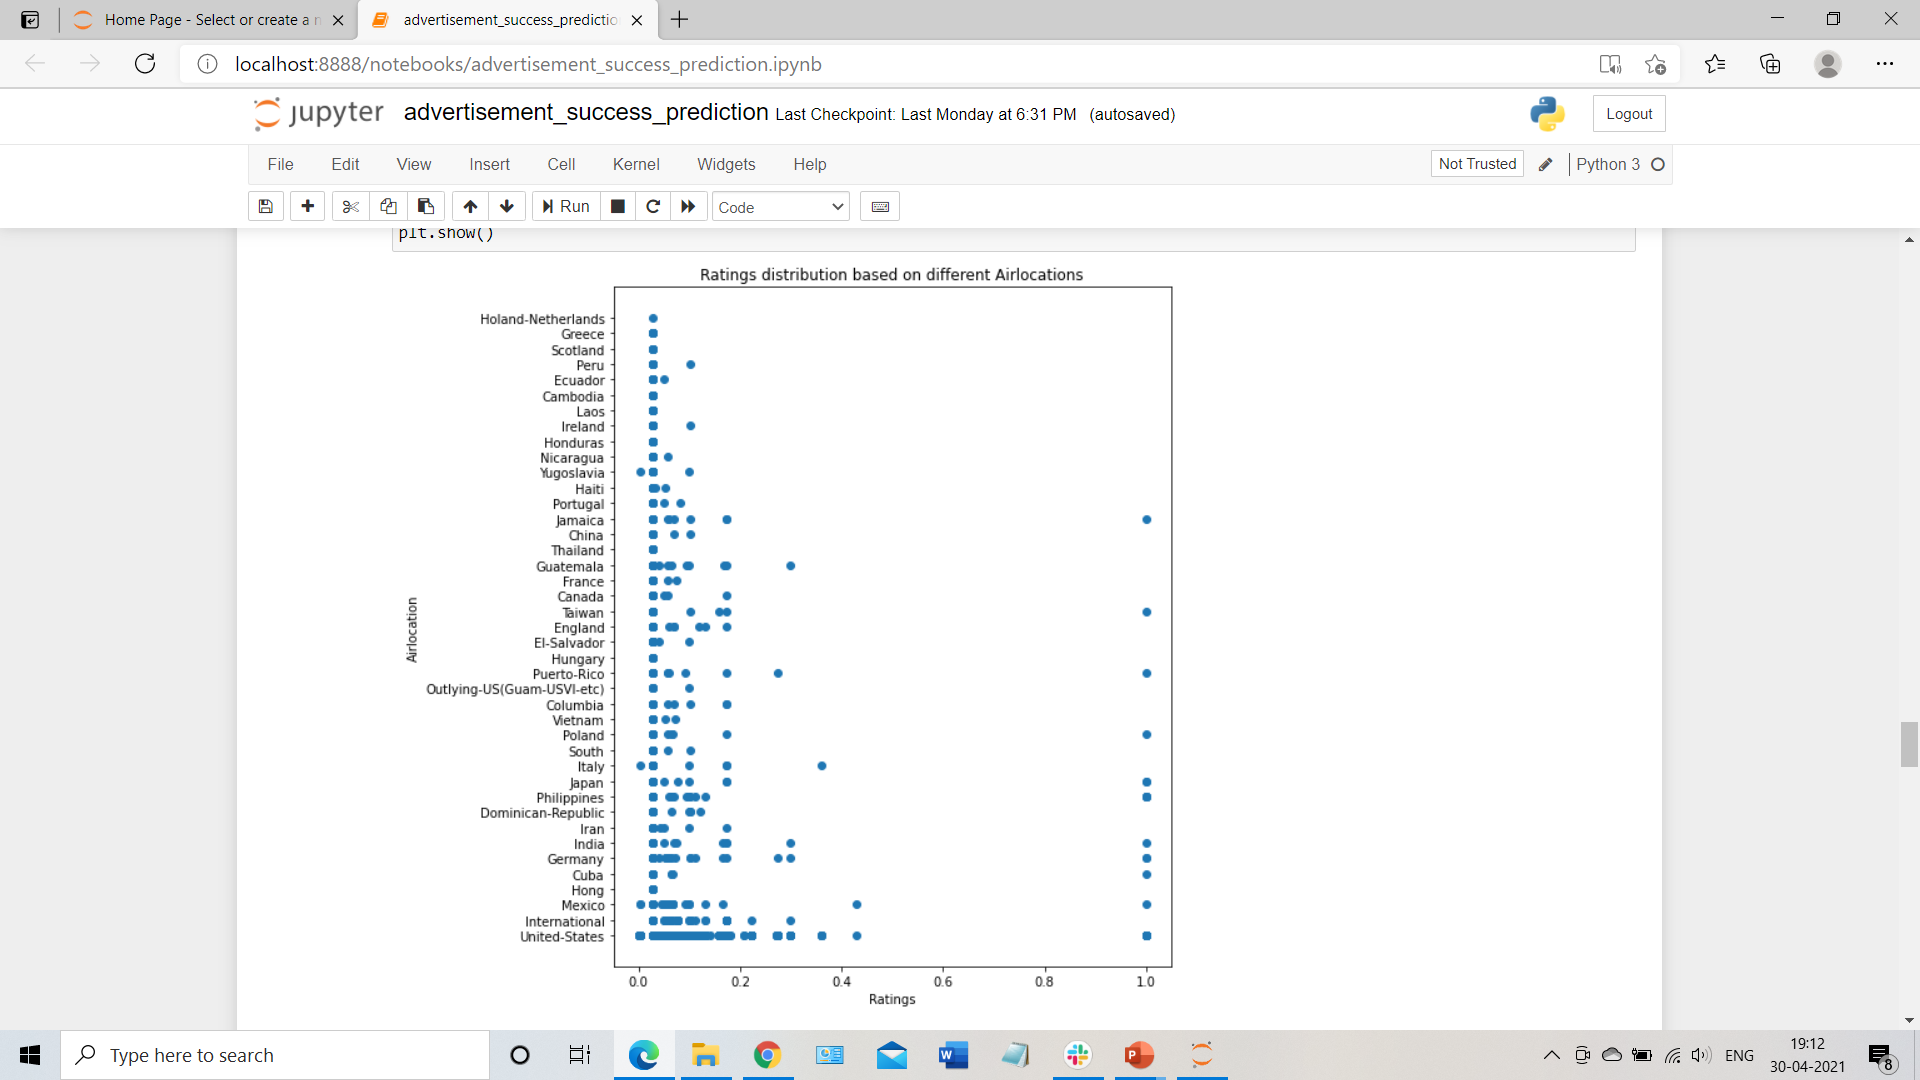 Home Page - Select or create a n
advertisement_success_predictio
localhost:8888/notebooks/advertisement_success_prediction.ipynb
jupyter advertisement_success_prediction Last Checkpoint: Last Monday at 6:31 PM (autosaved)
Logout
File Edit View Insert Cell Kernel Widgets Help
Not Trusted Python 3
Run Code
plt.show()
Ratings distribution based on different Airlocations
Airlocation
Holand-Netherlands
Greece
Scotland
Peru
Ecuador
Cambodia
Laos
Ireland
Honduras
Nicaragua
Yugoslavia
Haiti
Portugal
Jamaica
China
Thailand
Guatemala
France
Canada
Taiwan
England
El-Salvador
Hungary
Puerto-Rico
Outlying-US(Guam-USVI-etc)
Columbia
Vietnam
Poland
South
Italy
Japan
Philippines
Dominican-Republic
Iran
India
Germany
Cuba
Hong
Mexico
International
United-States
0.0 0.2 0.4 0.6 0.8 1.0
Ratings
Type here to search
W
P
ENG
19:12
30-04-2021
8